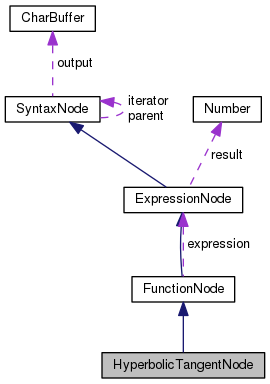 CharBuffer
output
SyntaxNode
iterator
parent
Number
result
ExpressionNode
expression
FunctionNode
HyperbolicTangentNode